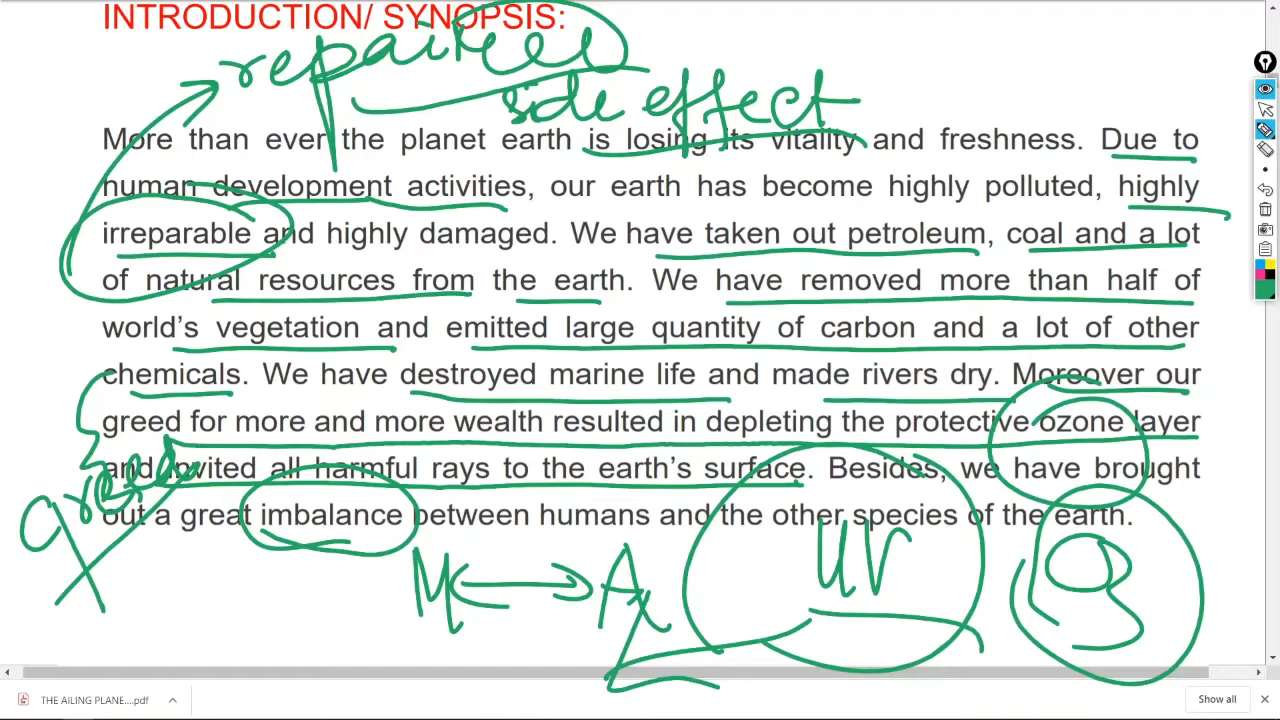 INTRODUCTION/ SYNOPSIS:
side effect
More than ever the planet earth is losing its vitality and freshness. Due to
human development activities, our earth has become highly polluted, highly
irreparable and highly damaged. We have taken out petroleum, coal and a lot
of natural resources from the earth. We have removed more than half of
world's vegetation and emitted large quantity of carbon and a lot of other
chemicals. We have destroyed marine life and made rivers dry. Moreover our
greed for more and more wealth resulted in depleting the protective ozone layer
and invited all harmful rays to the earth's surface. Besides, we have brought
out a great imbalance between humans and the other species of the earth.
greed
M A
UV
THE AILING PLANE....pdf
Show all